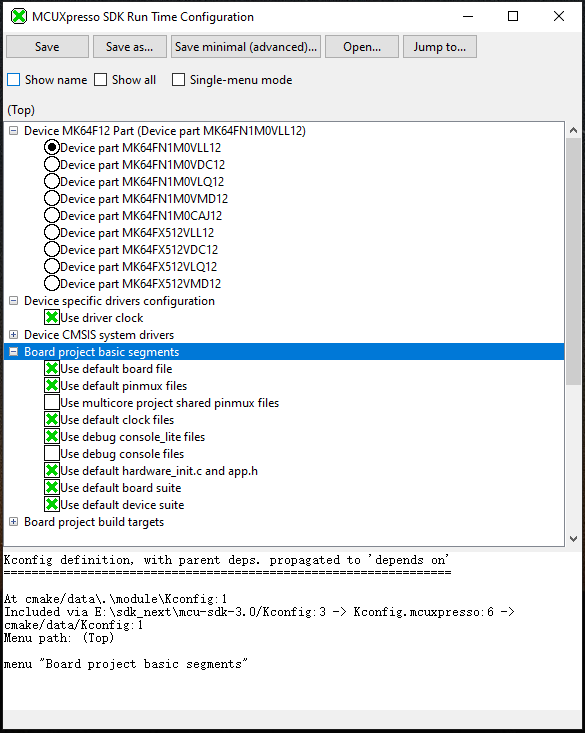 MCUXpresso SDK Run Time Configuration
Save Save as... Save minimal (advanced)... Open... Jump to...
Show name Show all Single-menu mode
(Top)
Device MK64F12 Part (Device part MK64FN1M0VLL12)
Device part MK64FN1M0VLL12
Device part MK64FN1M0VDC12
Device part MK64FN1M0VLQ12
Device part MK64FN1M0VMD12
Device part MK64FN1M0CAJ12
Device part MK64FX512VLL12
Device part MK64FX512VDC12
Device part MK64FX512VLQ12
Device part MK64FX512VMD12
Device specific drivers configuration
Use driver clock
Device CMSIS system drivers
Board project basic segments
Use default board file
Use default pinmux files
Use multicore project shared pinmux files
Use default clock files
Use debug console_lite files
Use debug console files
Use default hardware_init.c and app.h
Use default board suite
Use default device suite
Board project build targets
Kconfig definition, with parent deps. propagated to 'depends on'
================================================================
At cmake/data\.\module\Kconfig:1
Included via E:\sdk_next\mcu-sdk-3.0/Kconfig:3 -> Kconfig.mcuxpresso:6 ->
cmake/data/Kconfig:1
Menu path: (Top)
menu "Board project basic segments"